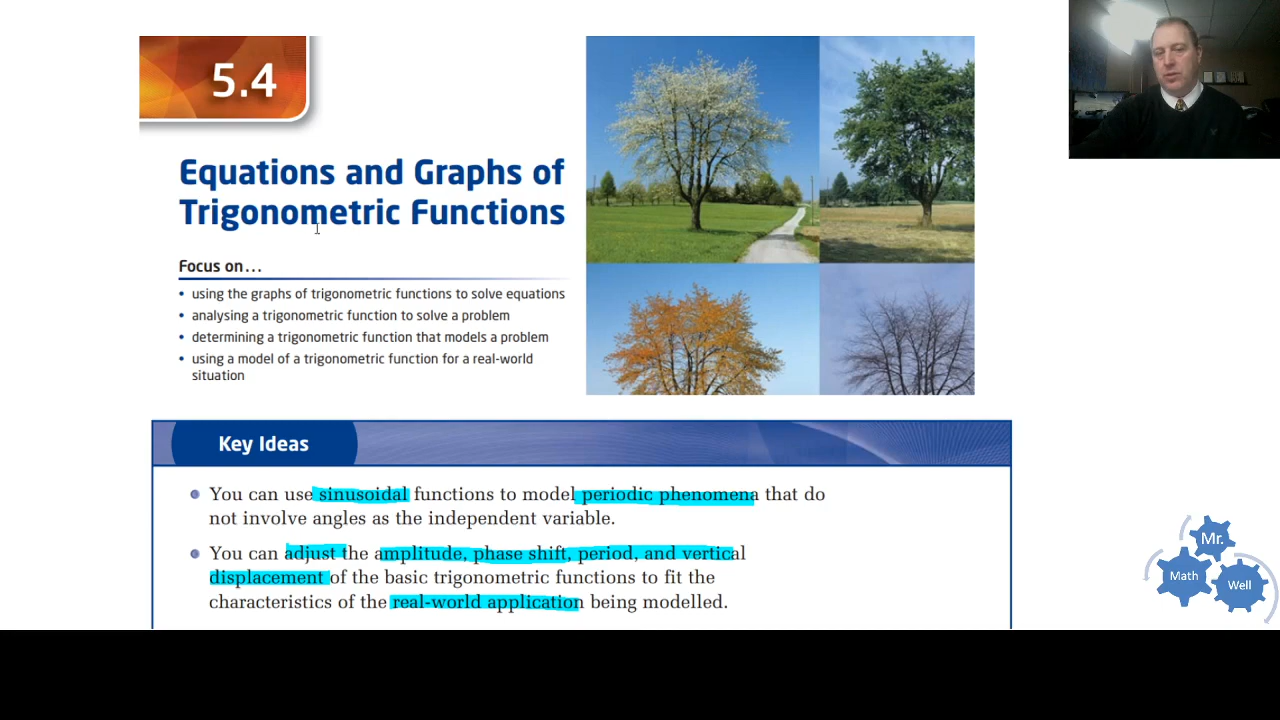 5.4
Equations and Graphs of
Trigonometric Functions
Focus on...
• using the graphs of trigonometric functions to solve equations
• analysing a trigonometric function to solve a problem
• determining a trigonometric function that models a problem
• using a model of a trigonometric function for a real-world
situation
Key Ideas
You can use sinusoidal functions to model periodic phenomena that do
not involve angles as the independent variable.
You can adjust the amplitude, phase shift, period, and vertical
displacement of the basic trigonometric functions to fit the
characteristics of the real-world application being modelled.
Mr.
Math
Well